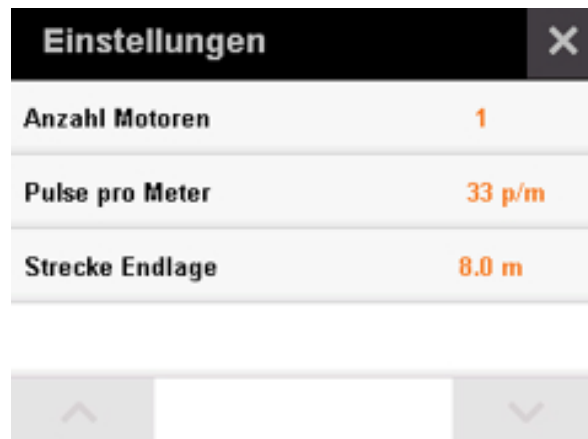 Einstellungen
Anzahl Motoren 1
Pulse pro Meter 33 p/m
Strecke Endlage 8.0 m